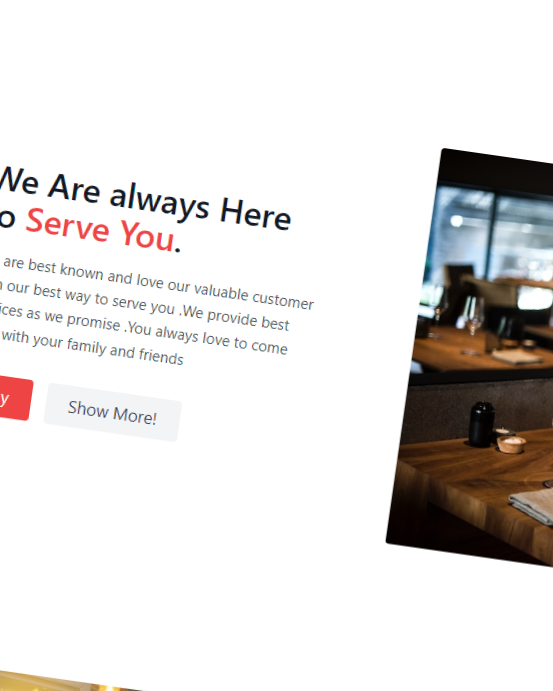 We Are always Here
Serve You.
are best known and love our valuable customer
our best way to serve you .We provide best
as we promise .You always love to come
with your family and friends
Show More!